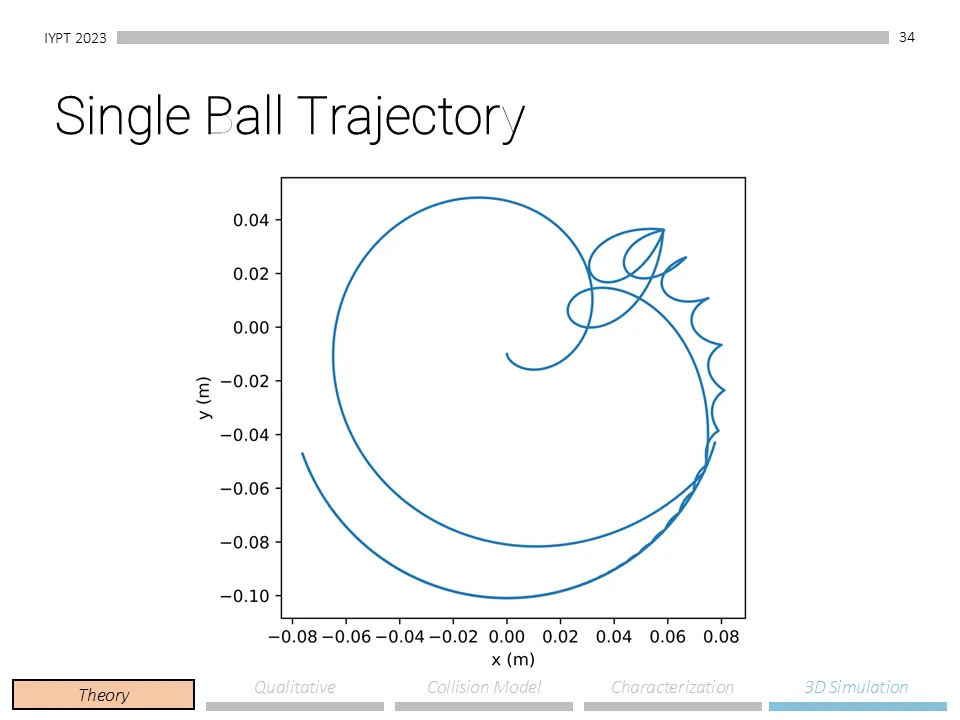 IYPT 2023
34
Single Ball Trajectory
0.04
0.02
0.00
−0.02
−0.04
−0.06
−0.08
−0.10
y (m)
−0.08 −0.06 −0.04 −0.02 0.00 0.02 0.04 0.06 0.08
x (m)
Theory Qualitative Collision Model Characterization 3D Simulation